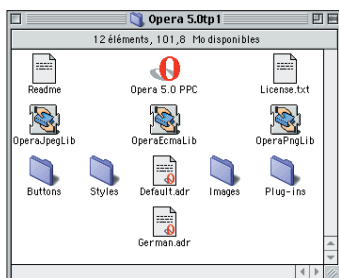 Opera 5.0tp1
12 éléments, 101,8 Mo disponibles
Readme Opera 5.0 PPC License.txt
OperaJpegLib OperaEcmaLib OperaPngLib
Buttons Styles Default.adr Images Plug-ins
German.adr